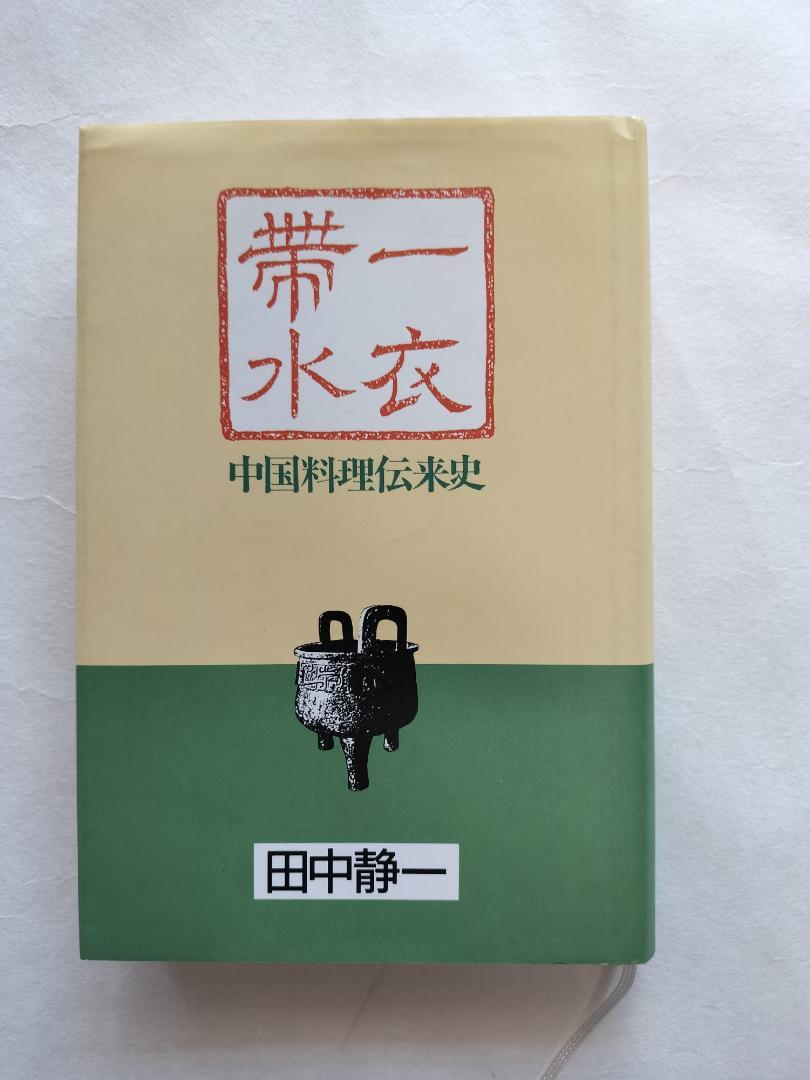 一衣
帯水
中国料理伝来史
田中静一